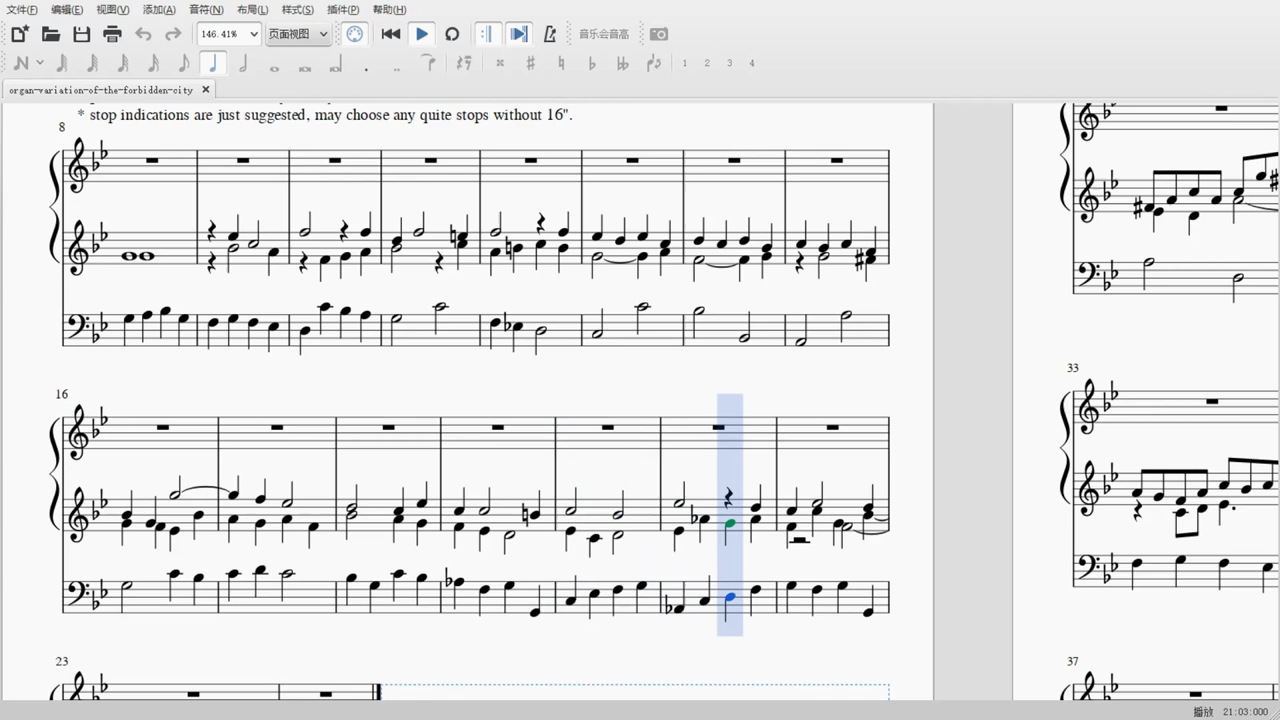 文件(F) 编辑(E) 视图(V) 添加(A) 音符(N) 布局(L) 样式(S) 插件(P) 帮助(H)
146.41% 页面视图 音乐会音高
1 2 3 4
organ-variation-of-the-forbidden-city
* stop indications are just suggested, may choose any quite stops without 16".
8
33
16
23
37
播放 21:03:000